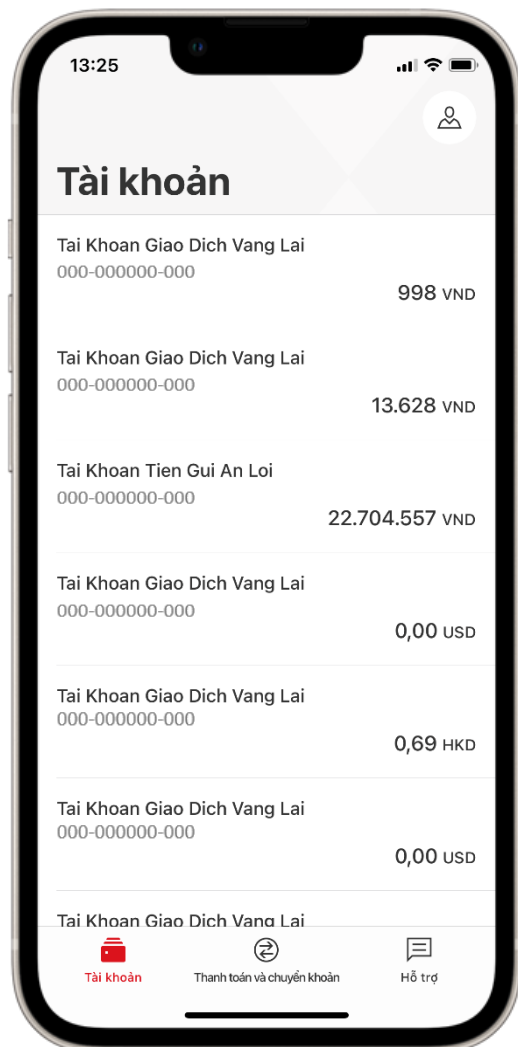 13:25
Tài khoản
Tai Khoan Giao Dich Vang Lai
000-000000-000
998 VND
Tai Khoan Giao Dich Vang Lai
000-000000-000
13.628 VND
Tai Khoan Tien Gui An Loi
000-000000-000
22.704.557 VND
Tai Khoan Giao Dich Vang Lai
000-000000-000
0,00 USD
Tai Khoan Giao Dich Vang Lai
000-000000-000
0,69 HKD
Tai Khoan Giao Dich Vang Lai
000-000000-000
0,00 USD
Tai Khoan Giao Dich Vang Lai
Tài khoản
Thanh toán và chuyển khoản
Hỗ trợ